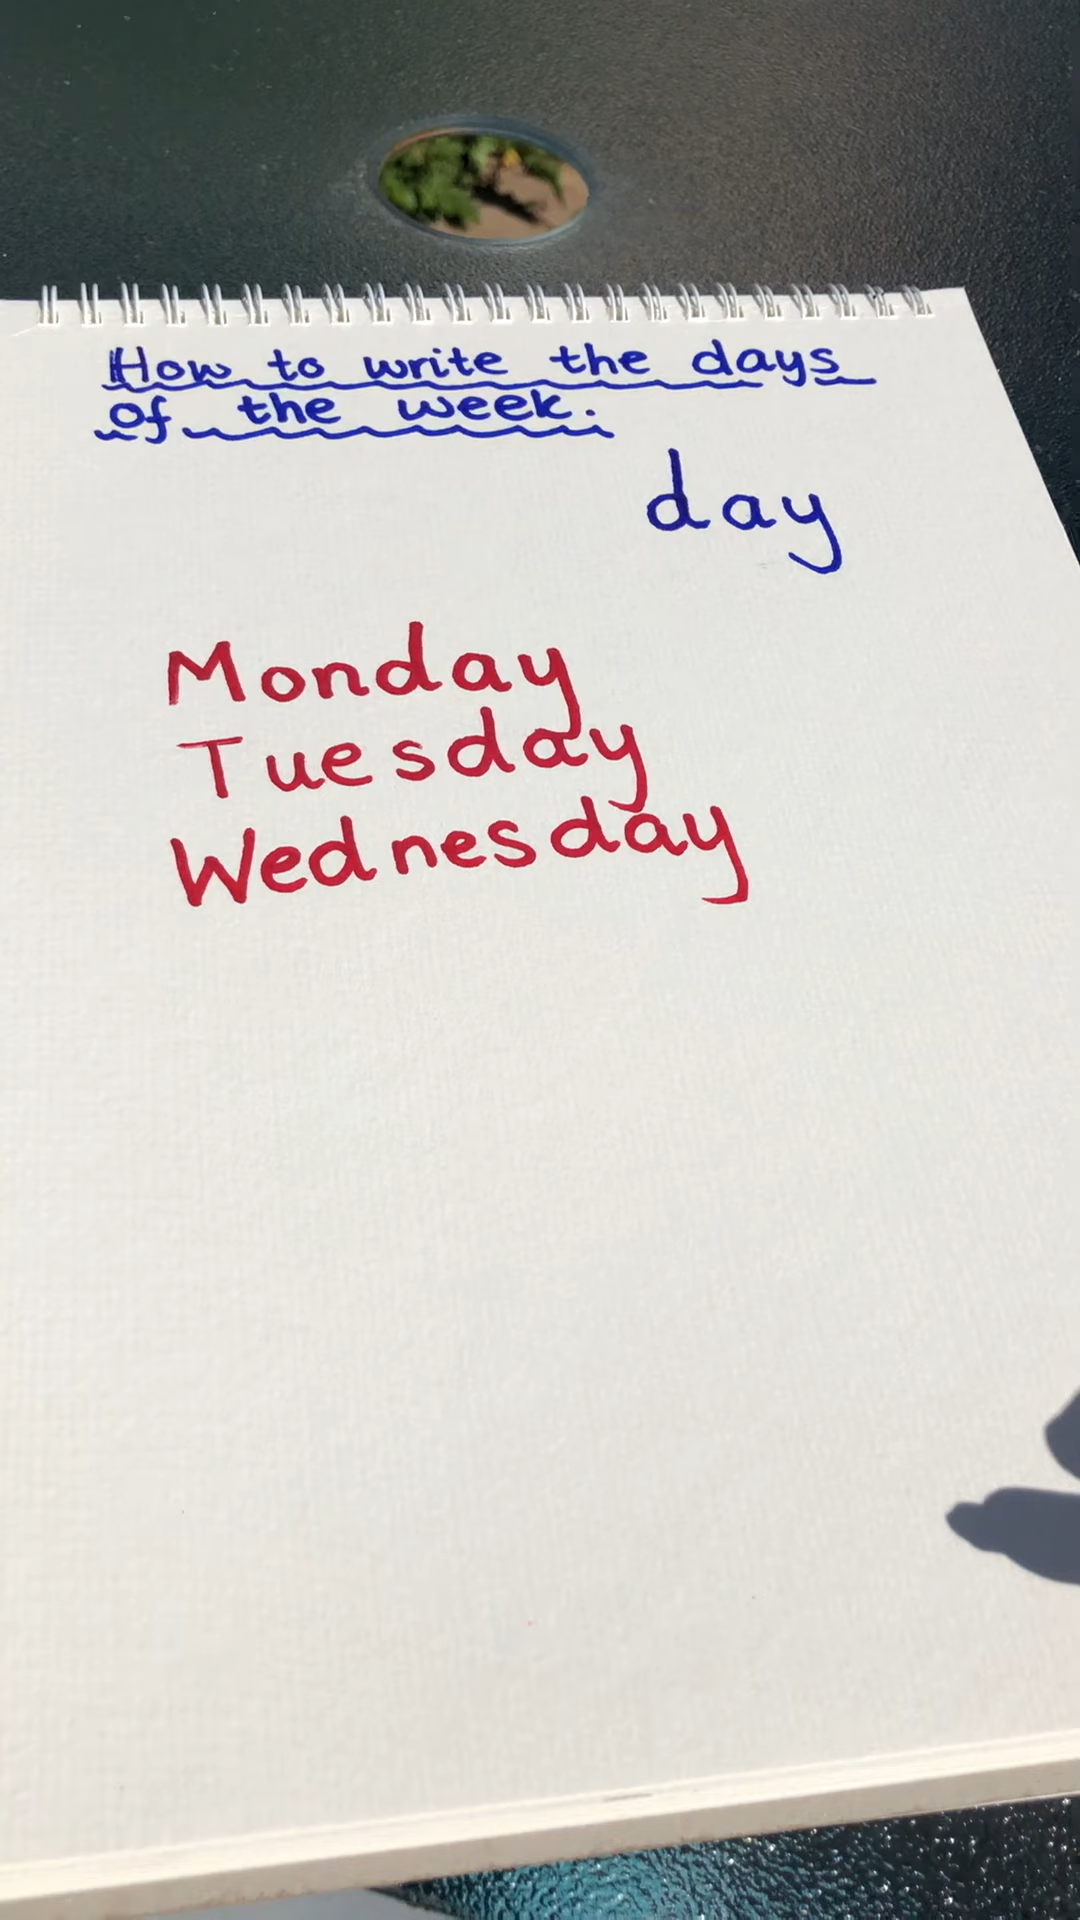 How to write the days
of the week.
day
Monday
Tuesday
Wednesday